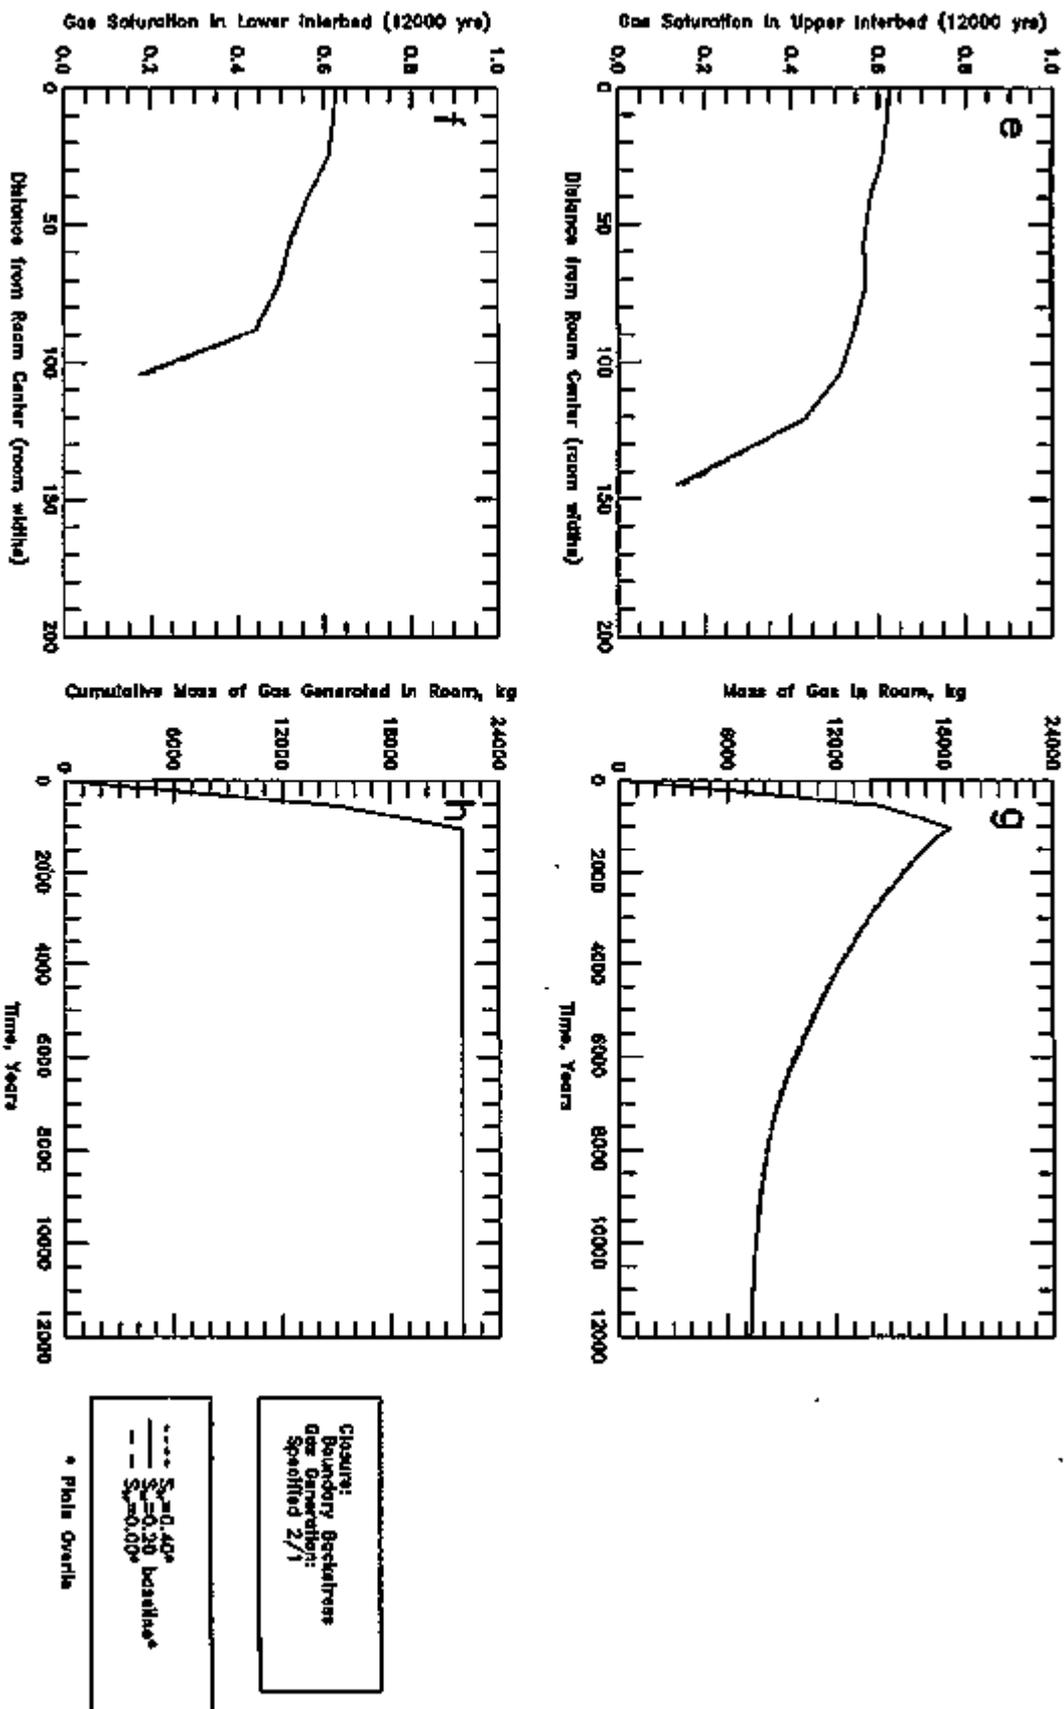 e
Gas Saturation in Upper Interbed (12000 yrs)
0.0 0.2 0.4 0.6 0.8 1.0
0 50 100 150 200
Distance from Room Center (room widths)
f
Gas Saturation in Lower Interbed (12000 yrs)
0.0 0.2 0.4 0.6 0.8 1.0
0 50 100 150 200
Distance from Room Center (room widths)
g
Mass of Gas in Room, kg
0 6000 12000 18000 24000
0 2000 4000 6000 8000 10000 12000
Time, Years
h
Cumulative Mass of Gas Generated in Room, kg
0 6000 12000 18000 24000
0 2000 4000 6000 8000 10000 12000
Time, Years
Closure:
Boundary Backstress
Gas Generation:
Specified 2/1
=0.40*
=0.20 baseline*
=0.00*
* Plots Overlie